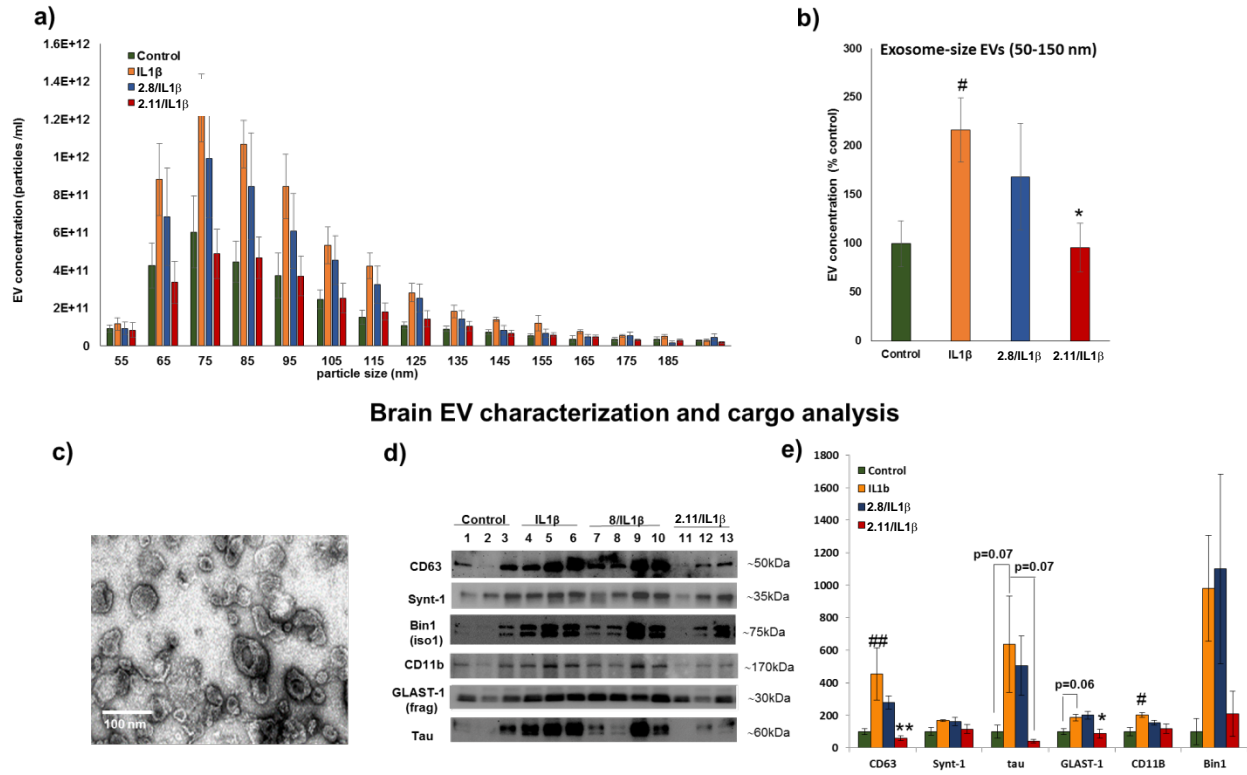 a)
1.6E+12
1.4E+12
1.2E+12
1E+12
8E+11
6E+11
4E+11
2E+11
0
EV concentration (particles /ml)
Control
IL1β
2.8/IL1β
2.11/IL1β
55 65 75 85 95 105 115 125 135 145 155 165 175 185
particle size (nm)
b)
Exosome-size EVs (50-150 nm)
300
250
200
150
100
50
0
EV concentration (% control)
#
*
Control IL1β 2.8/IL1β 2.11/IL1β
Brain EV characterization and cargo analysis
c)
100 nm
d)
Control IL1β 8/IL1β 2.11/IL1β
1 2 3 4 5 6 7 8 9 10 11 12 13
CD63 ~50kDa
Synt-1 ~35kDa
Bin1 ~75kDa
(iso1)
CD11b ~170kDa
GLAST-1 ~30kDa
(frag)
Tau ~60kDa
e)
1800
1600
1400
1200
1000
800
600
400
200
0
Control
IL1b
2.8/IL1β
2.11/IL1β
p=0.07
p=0.07
##
**
p=0.06
*
#
CD63 Synt-1 tau GLAST-1 CD11B Bin1